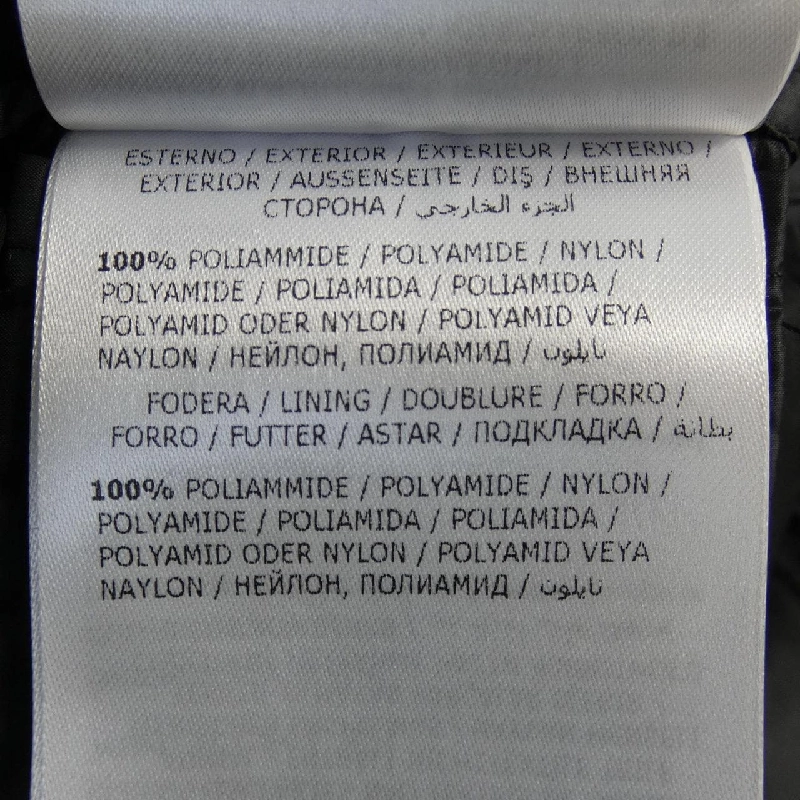 ESTERNO / EXTERIOR / EXTERIEUR / EXTERNO /
EXTERIOR / AUSSENSEITE / DIŞ / ВНЕШНЯЯ
СТОРОНА / الجزء الخارجي
100% POLIAMMIDE / POLYAMIDE / NYLON /
POLYAMIDE / POLIAMIDA / POLIAMIDA /
POLYAMID ODER NYLON / POLYAMID VEYA
NAYLON / НЕЙЛОН, ПОЛИАМИД / نايلون
FODERA / LINING / DOUBLURE / FORRO /
FORRO / FUTTER / ASTAR / ПОДКЛАДКА / بطانة
100% POLIAMMIDE / POLYAMIDE / NYLON /
POLYAMIDE / POLIAMIDA / POLIAMIDA /
POLYAMID ODER NYLON / POLYAMID VEYA
NAYLON / НЕЙЛОН, ПОЛИАМИД / نايلون